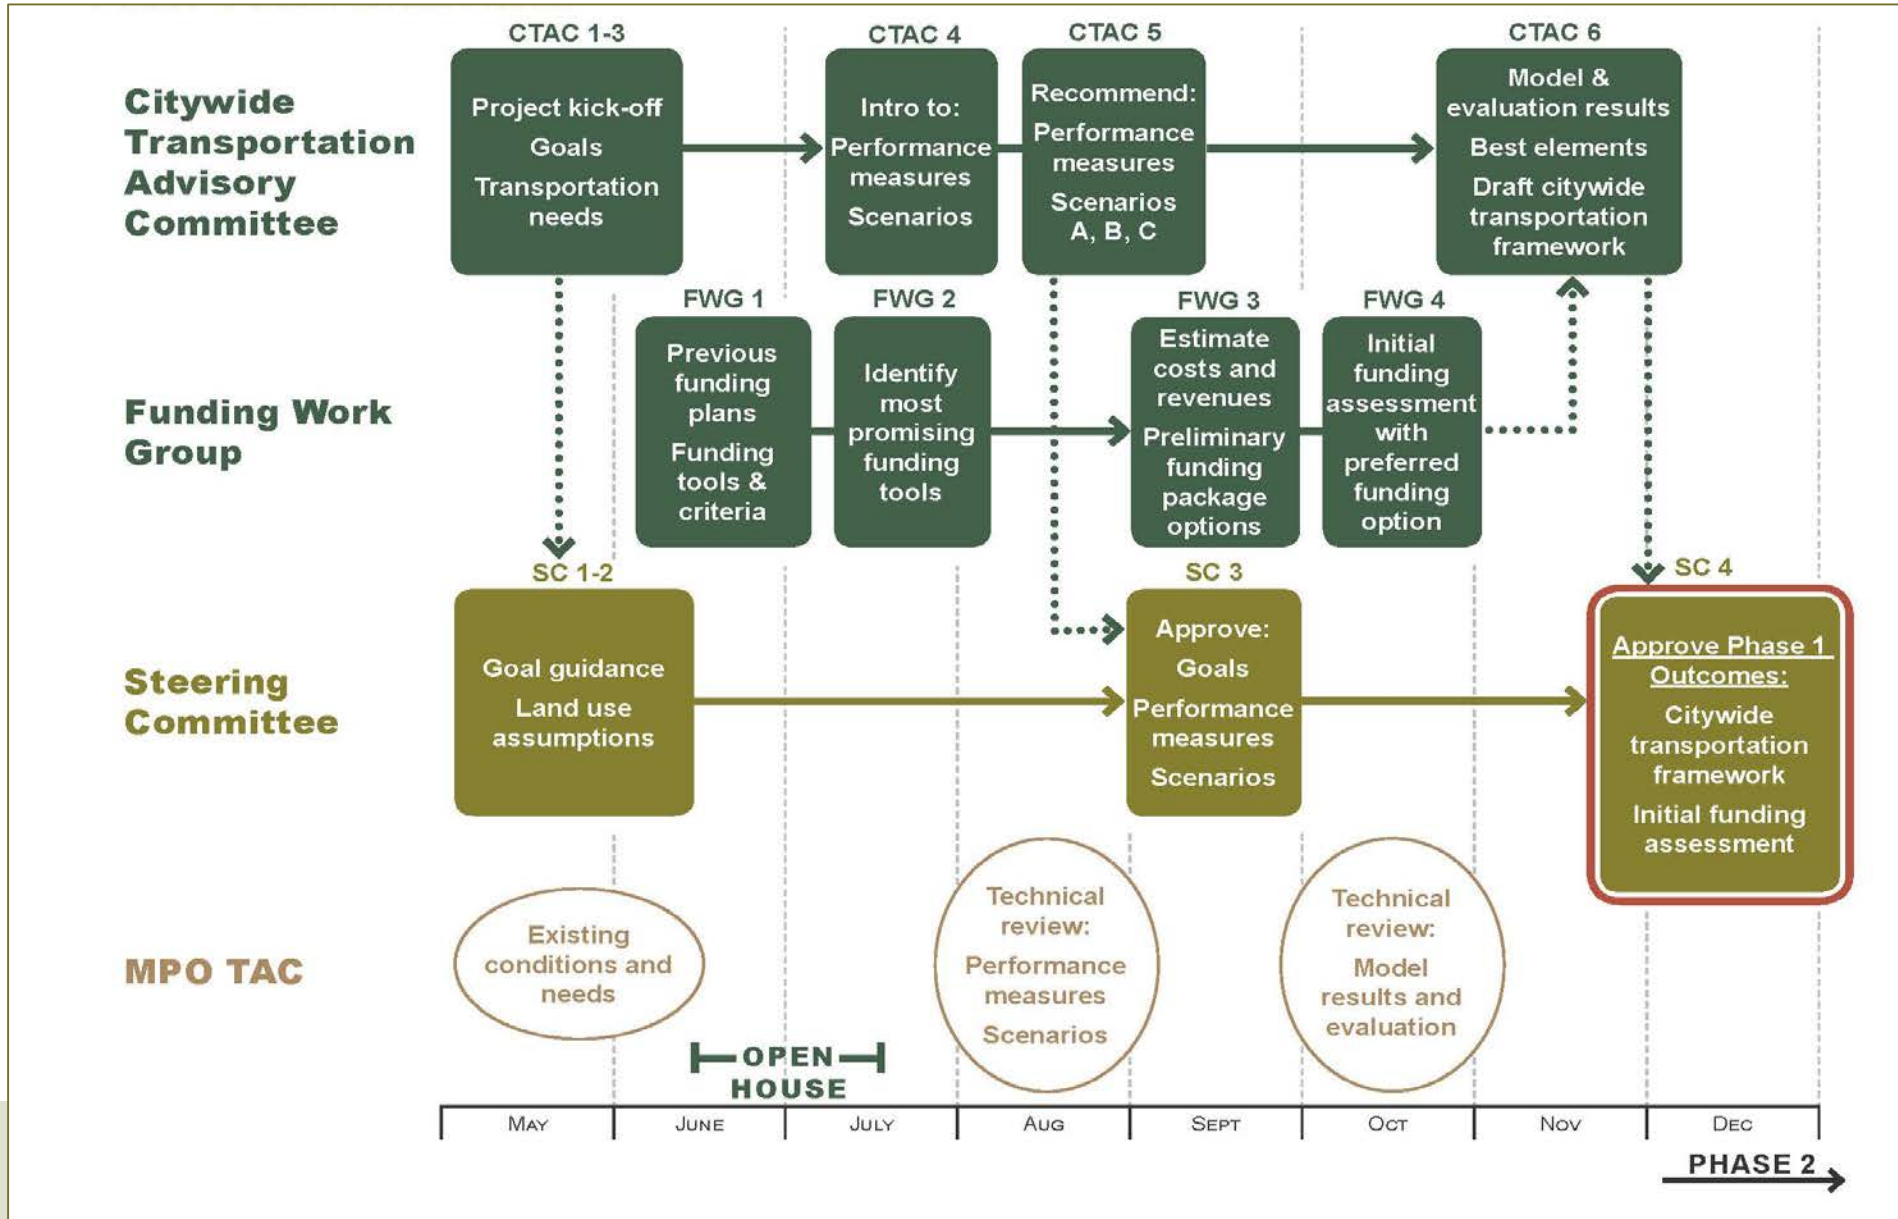 CTAC 1-3
CTAC 4
CTAC 5
CTAC 6
Citywide
Transportation
Advisory
Committee
Project kick-off
Goals
Transportation
needs
Intro to:
Performance
measures
Scenarios
Recommend:
Performance
measures
Scenarios
A, B, C
Model &
evaluation results
Best elements
Draft citywide
transportation
framework
FWG 1
FWG 2
FWG 3
FWG 4
Funding Work
Group
Previous
funding
plans
Funding
tools &
criteria
Identify
most
promising
funding
tools
Estimate
costs and
revenues
Preliminary
funding
package
options
Initial
funding
assessment
with
preferred
funding
option
SC 1-2
SC 3
SC 4
Steering
Committee
Goal guidance
Land use
assumptions
Approve:
Goals
Performance
measures
Scenarios
Approve Phase 1
Outcomes:
Citywide
transportation
framework
Initial funding
assessment
MPO TAC
Existing
conditions and
needs
Technical
review:
Performance
measures
Scenarios
Technical
review:
Model
results and
evaluation
OPEN
HOUSE
MAY
JUNE
JULY
AUG
SEPT
OCT
NOV
DEC
PHASE 2